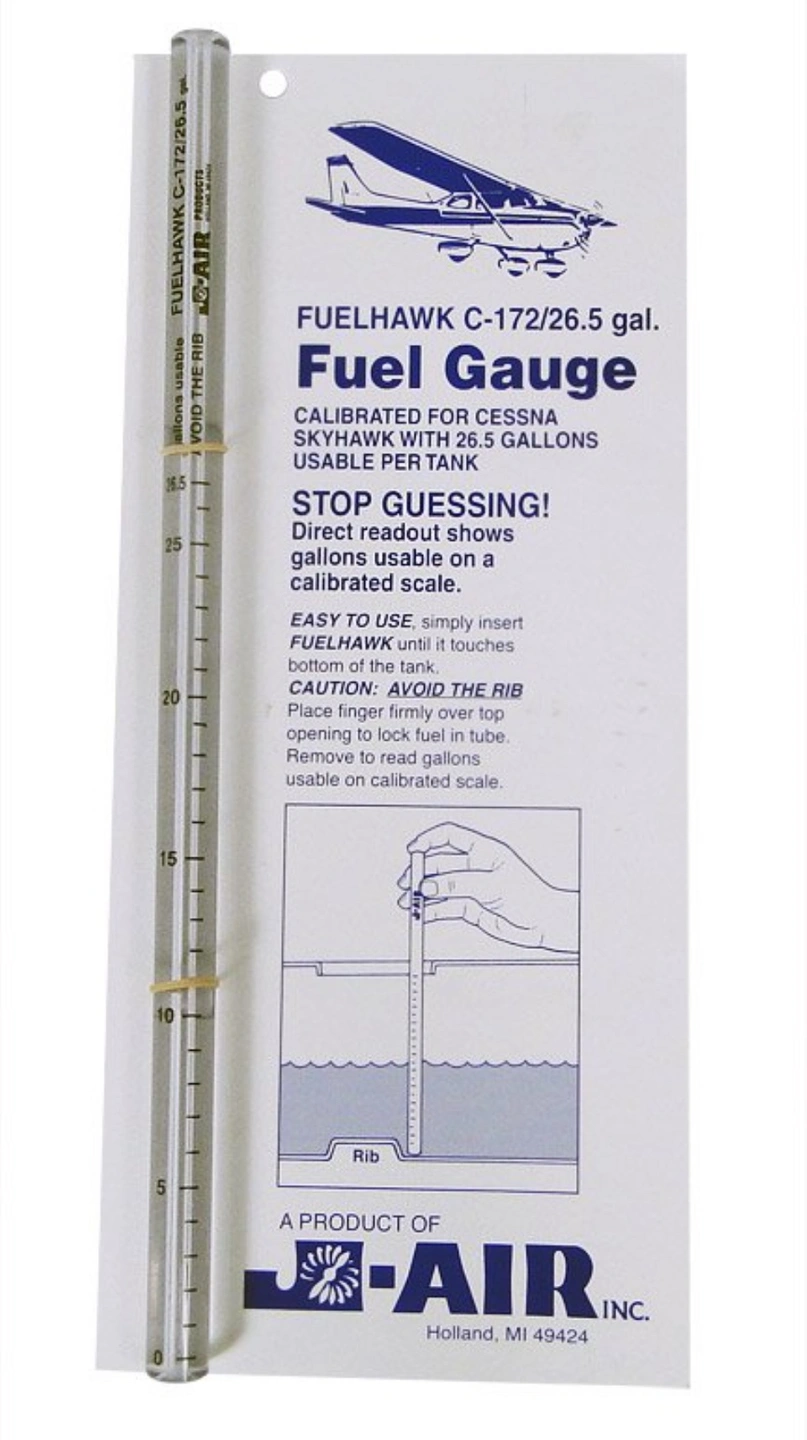 FUELHAWK C-172/26.5 gal.
J-AIR PRODUCTS
gallons usable
AVOID THE RIB
26.5
25
20
15
10
5
0
FUELHAWK C-172/26.5 gal.
Fuel Gauge
CALIBRATED FOR CESSNA
SKYHAWK WITH 26.5 GALLONS
USABLE PER TANK
STOP GUESSING!
Direct readout shows
gallons usable on a
calibrated scale.
EASY TO USE, simply insert
FUELHAWK until it touches
bottom of the tank.
CAUTION: AVOID THE RIB
Place finger firmly over top
opening to lock fuel in tube.
Remove to read gallons
usable on calibrated scale.
J-AIR
Rib
A PRODUCT OF
J-AIR INC.
Holland, MI 49424